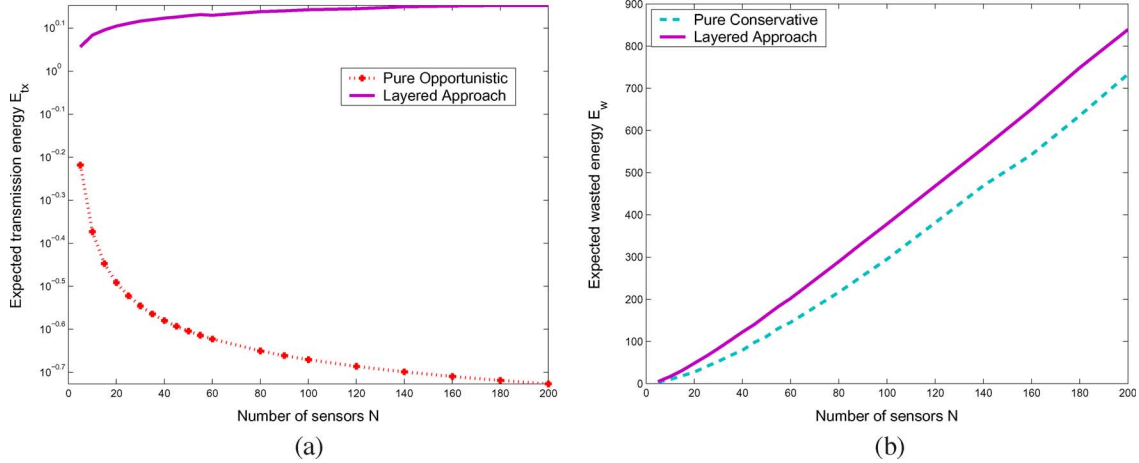 10^0.151
10^0
10^0.1
10^-0.2
10^-0.3
10^-0.4
10^-0.5
10^-0.6
10^-0.7
Expected transmission energy E_tx
Pure Opportunistic
Layered Approach
0 20 40 60 80 100 120 140 160 180 200
Number of sensors N
(a)
900
800
700
600
500
400
300
200
100
0
Expected wasted energy E_w
Pure Conservative
Layered Approach
0 20 40 60 80 100 120 140 160 180 200
Number of sensors N
(b)